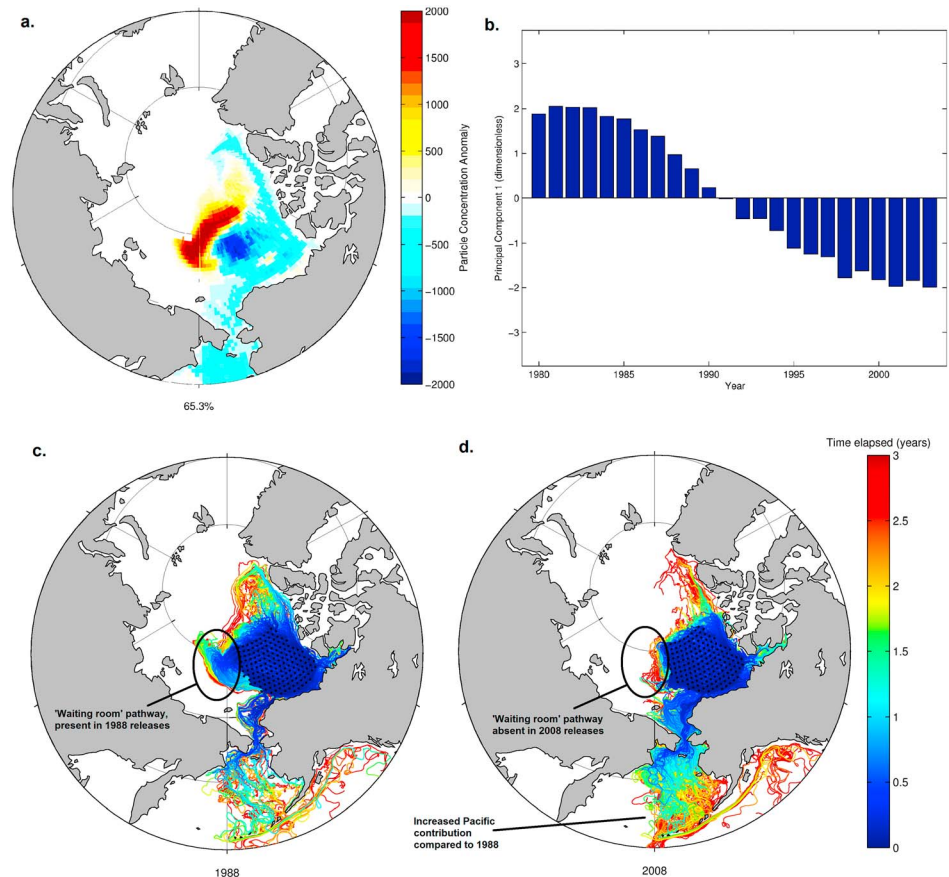 a.
2000
1500
1000
500
0
−500
−1000
−1500
−2000
Particle Concentration Anomaly
65.3%
b.
3
2
1
0
−1
−2
−3
Principal Component 1 (dimensionless)
1980
1985
1990
1995
2000
Year
c.
'Waiting room' pathway,
present in 1988 releases
1988
d.
'Waiting room' pathway
absent in 2008 releases
Increased Pacific
contribution
compared to 1988
2008
Time elapsed (years)
3
2.5
2
1.5
1
0.5
0